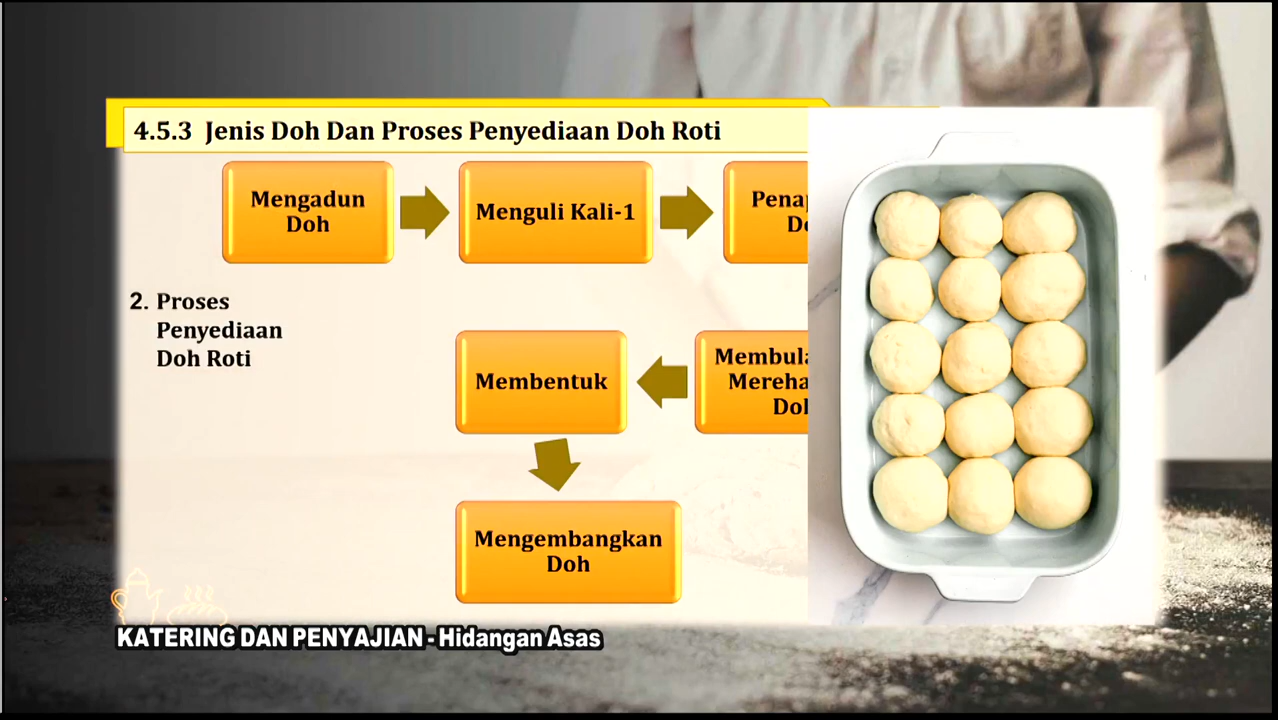 4.5.3 Jenis Doh Dan Proses Penyediaan Doh Roti
Mengadun
Doh
Menguli Kali-1
2. Proses
Penyediaan
Doh Roti
Membentuk
Mengembangkan
Doh
KATERING DAN PENYAJIAN - Hidangan Asas